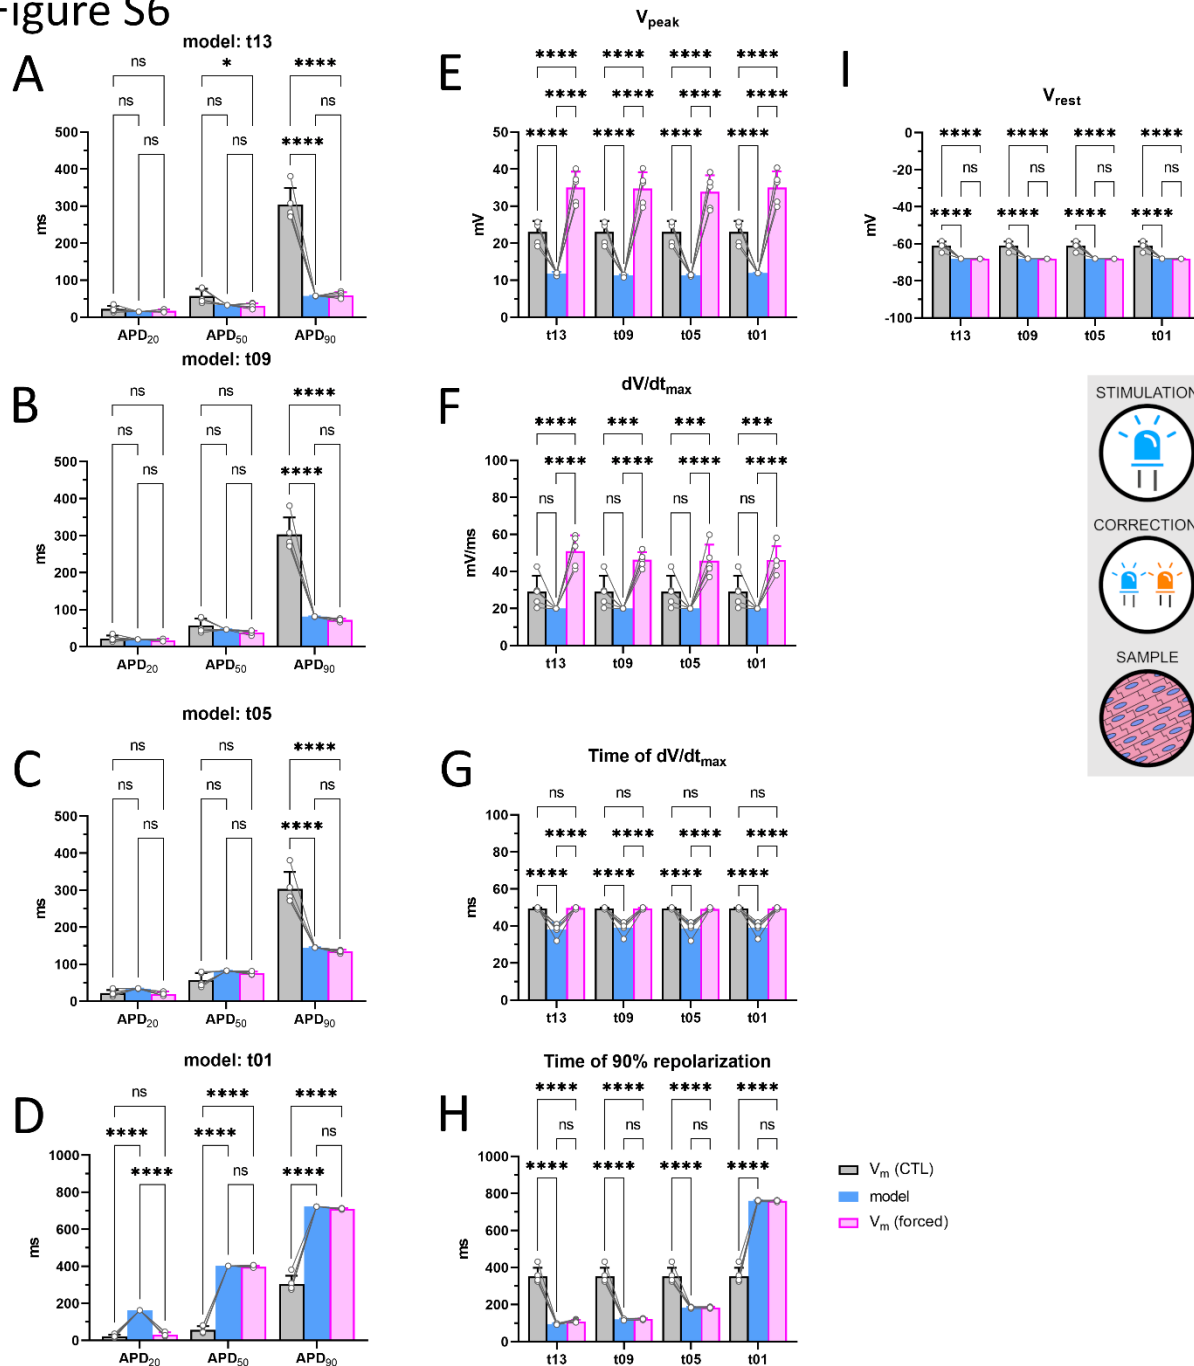 Figure S6
A
model: t13
ns
*
****
ns
ns
ns
ns
ns
****
500
400
300
200
100
0
ms
APD20
APD50
APD90
B
model: t09
ns
ns
****
ns
ns
ns
ns
ns
****
500
400
300
200
100
0
ms
APD20
APD50
APD90
C
model: t05
ns
ns
****
ns
ns
ns
ns
ns
****
500
400
300
200
100
0
ms
APD20
APD50
APD90
D
model: t01
ns
****
****
****
****
ns
****
ns
****
1000
800
600
400
200
0
ms
APD20
APD50
APD90
E
Vpeak
**** **** **** ****
**** **** **** ****
**** **** **** ****
50
40
30
20
10
0
mV
t13 t09 t05 t01
F
dV/dtmax
**** *** *** ***
**** **** **** ****
ns ns ns ns
100
80
60
40
20
0
mV/ms
t13 t09 t05 t01
G
Time of dV/dtmax
ns ns ns ns
**** **** **** ****
**** **** **** ****
100
80
60
40
20
0
ms
t13 t09 t05 t01
H
Time of 90% repolarization
**** **** **** ****
ns ns ns ns
**** **** **** ****
1000
800
600
400
200
0
ms
t13 t09 t05 t01
I
Vrest
**** **** **** ****
ns ns ns ns
**** **** **** ****
0
-20
-40
-60
-80
-100
mV
t13 t09 t05 t01
STIMULATION
CORRECTION
SAMPLE
Vm (CTL)
model
Vm (forced)